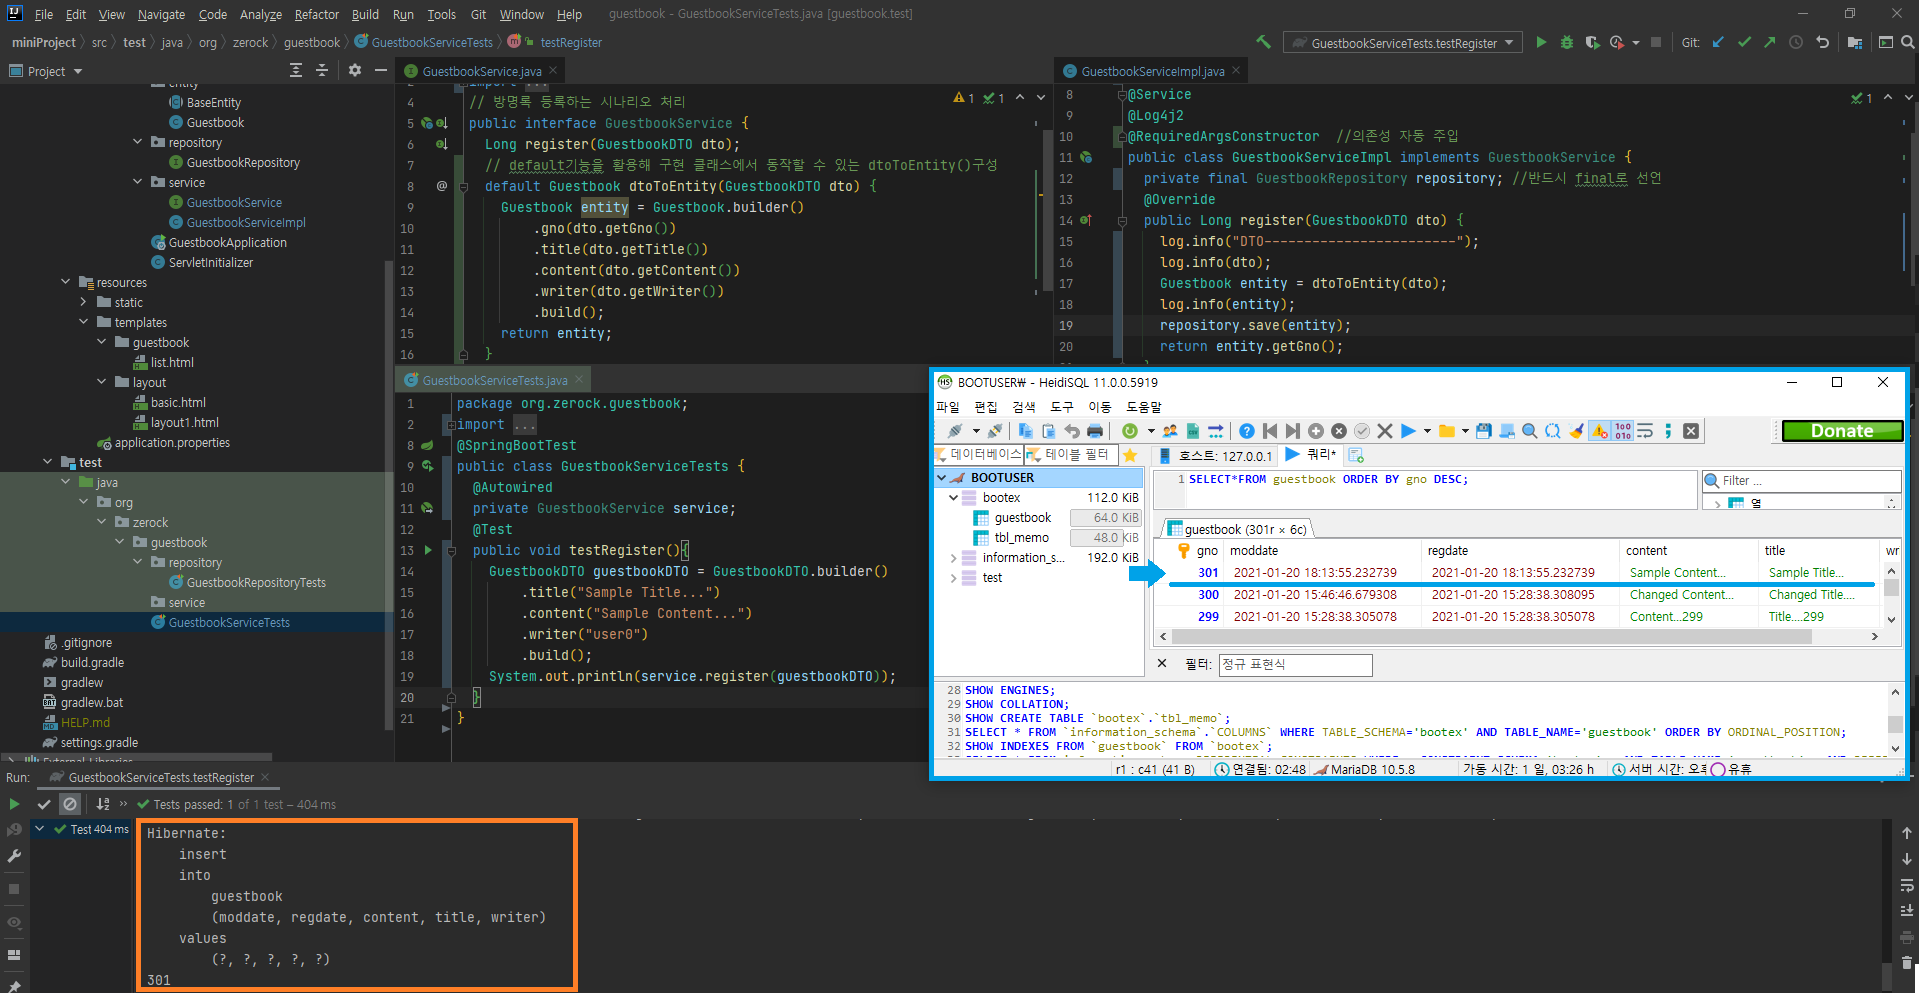 File Edit View Navigate Code Analyze Refactor Build Run Tools Git Window Help guestbook - GuestbookServiceTests.java [guestbook.test]
miniProject src test java org zerock guestbook GuestbookServiceTests testRegister
GuestbookServiceTests.testRegister Git:
Project
entity
BaseEntity
Guestbook
repository
GuestbookRepository
service
GuestbookService
GuestbookServiceImpl
GuestbookApplication
ServletInitializer
resources
static
templates
guestbook
list.html
layout
basic.html
layout1.html
application.properties
test
java
org
zerock
guestbook
repository
GuestbookRepositoryTests
service
GuestbookServiceTests
.gitignore
build.gradle
gradlew
gradlew.bat
HELP.md
settings.gradle
External Libraries
GuestbookService.java
2 import ...
4 // 방명록 등록하는 시나리오 처리
1 1
5 public interface GuestbookService {
6 Long register(GuestbookDTO dto);
7 // default기능을 활용해 구현 클래스에서 동작할 수 있는 dtoToEntity()구성
8 @ default Guestbook dtoToEntity(GuestbookDTO dto) {
9 Guestbook entity = Guestbook.builder()
10 .gno(dto.getGno())
11 .title(dto.getTitle())
12 .content(dto.getContent())
13 .writer(dto.getWriter())
14 .build();
15 return entity;
16 }
GuestbookServiceImpl.java
8 @Service
1
9 @Log4j2
10 @RequiredArgsConstructor //의존성 자동 주입
11 public class GuestbookServiceImpl implements GuestbookService {
12 private final GuestbookRepository repository; //반드시 final로 선언
13 @Override
14 public Long register(GuestbookDTO dto) {
15 log.info("DTO------------------------");
16 log.info(dto);
17 Guestbook entity = dtoToEntity(dto);
18 log.info(entity);
19 repository.save(entity);
20 return entity.getGno();
GuestbookServiceTests.java
1 package org.zerock.guestbook;
2 import ...
8 @SpringBootTest
9 public class GuestbookServiceTests {
10 @Autowired
11 private GuestbookService service;
12 @Test
13 public void testRegister(){
14 GuestbookDTO guestbookDTO = GuestbookDTO.builder()
15 .title("Sample Title...")
16 .content("Sample Content...")
17 .writer("user0")
18 .build();
19 System.out.println(service.register(guestbookDTO));
20 }
21 }
BOOTUSER₩ - HeidiSQL 11.0.0.5919
파일 편집 검색 도구 이동 도움말
Donate
데이터베이스 테이블 필터
호스트: 127.0.0.1 쿼리*
BOOTUSER
bootex 112.0 KiB
guestbook 64.0 KiB
tbl_memo 48.0 KiB
information_s... 192.0 KiB
test
1 SELECT*FROM guestbook ORDER BY gno DESC;
Filter ...
열
guestbook (301r × 6c)
gno moddate regdate content title wr
301 2021-01-20 18:13:55.232739 2021-01-20 18:13:55.232739 Sample Content... Sample Title...
300 2021-01-20 15:46:46.679308 2021-01-20 15:28:38.308095 Changed Content... Changed Title....
299 2021-01-20 15:28:38.305078 2021-01-20 15:28:38.305078 Content...299 Title....299
필터: 정규 표현식
28 SHOW ENGINES;
29 SHOW COLLATION;
30 SHOW CREATE TABLE `bootex`.`tbl_memo`;
31 SELECT * FROM `information_schema`.`COLUMNS` WHERE TABLE_SCHEMA='bootex' AND TABLE_NAME='guestbook' ORDER BY ORDINAL_POSITION;
32 SHOW INDEXES FROM `guestbook` FROM `bootex`;
r1 : c41 (41 B) 연결됨: 02:48 MariaDB 10.5.8 가동 시간: 1 일, 03:26 h 서버 시간: 오후 유휴
Run: GuestbookServiceTests.testRegister
Tests passed: 1 of 1 test – 404 ms
Test 404 ms
Hibernate:
insert
into
guestbook
(moddate, regdate, content, title, writer)
values
(?, ?, ?, ?, ?)
301